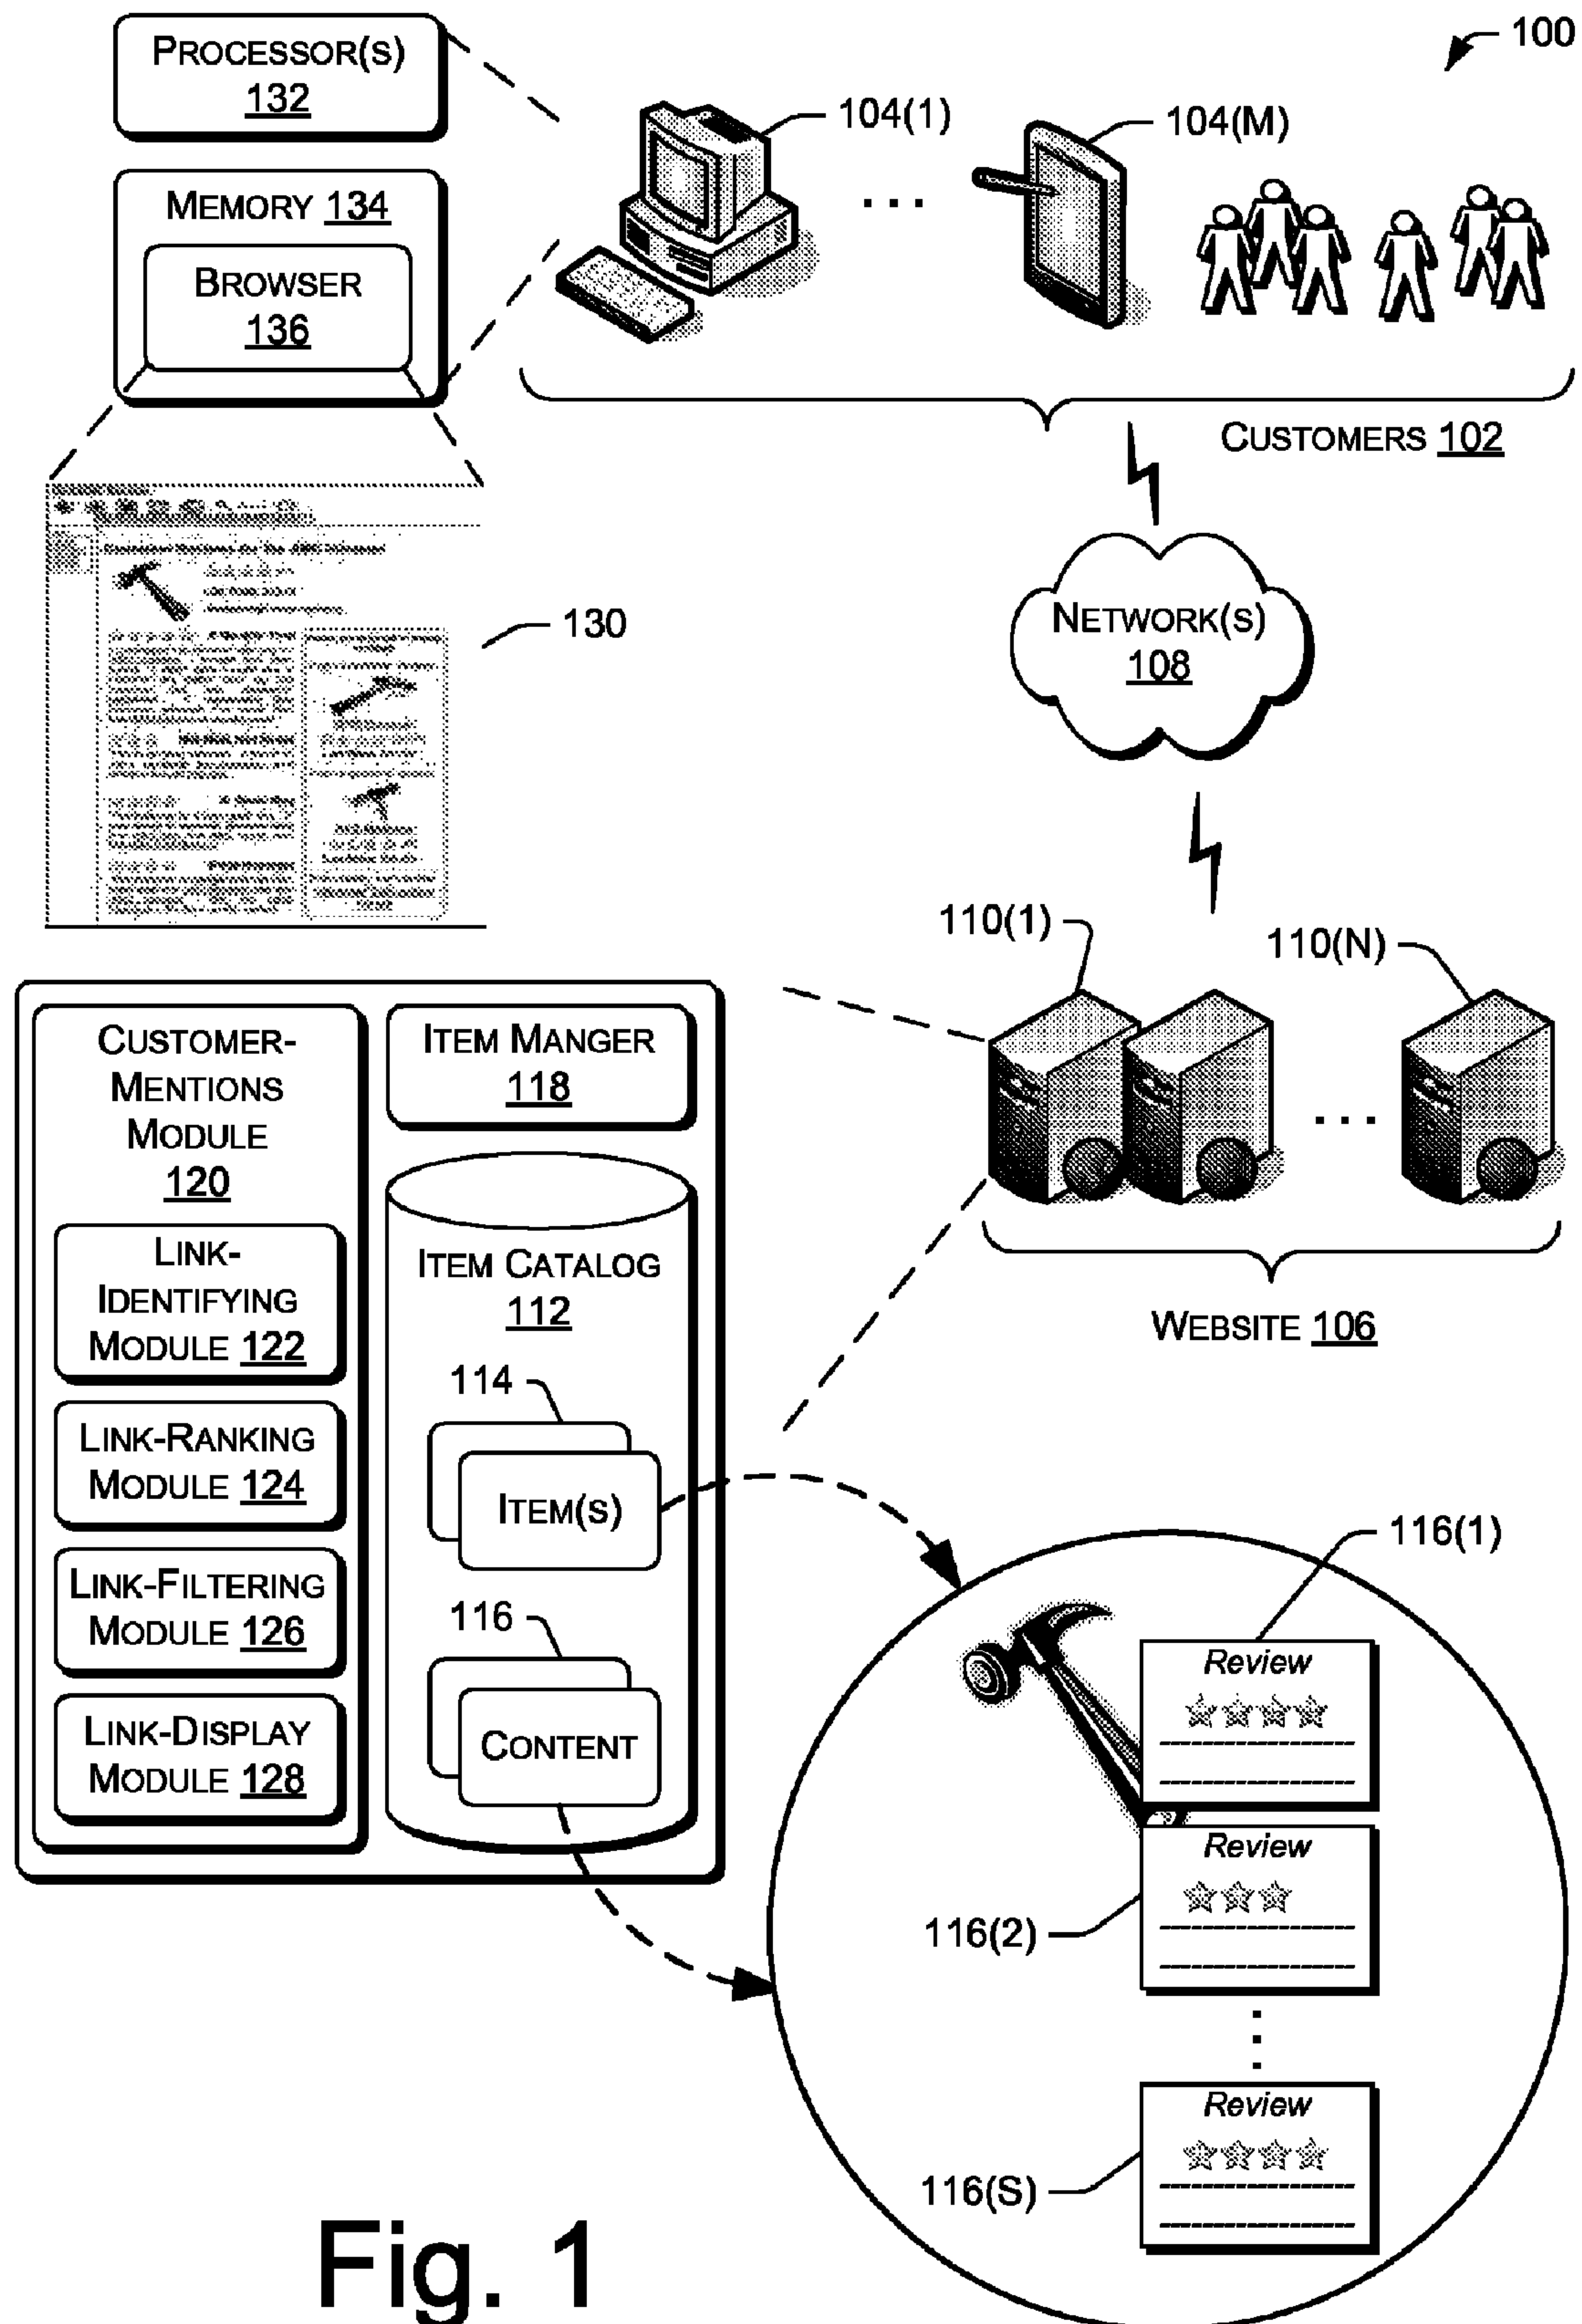 100
PROCESSOR(S)
132
104(1)
104(M)
MEMORY 134
BROWSER
136
CUSTOMERS 102
NETWORK(S)
108
130
110(1)
110(N)
CUSTOMER-
MENTIONS
MODULE
120
ITEM MANGER
118
LINK-
IDENTIFYING
MODULE 122
ITEM CATALOG
112
WEBSITE 106
114
LINK-RANKING
MODULE 124
ITEM(S)
116(1)
LINK-FILTERING
MODULE 126
116
CONTENT
LINK-DISPLAY
MODULE 128
Review
Review
116(2)
Review
116(S)
Fig. 1